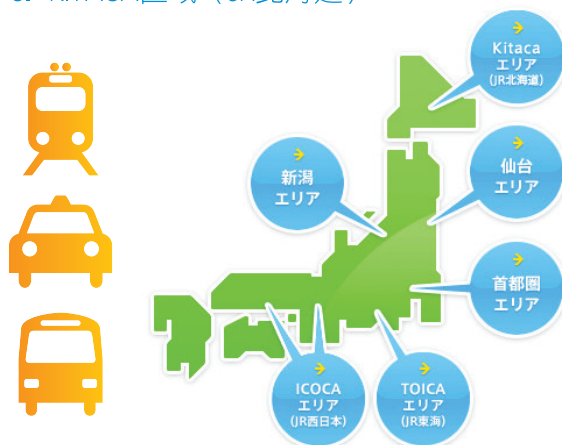 Kitaca
エリア
(JR北海道)
新潟
エリア
仙台
エリア
首都圏
エリア
ICOCA
エリア
(JR西日本)
TOICA
エリア
(JR東海)